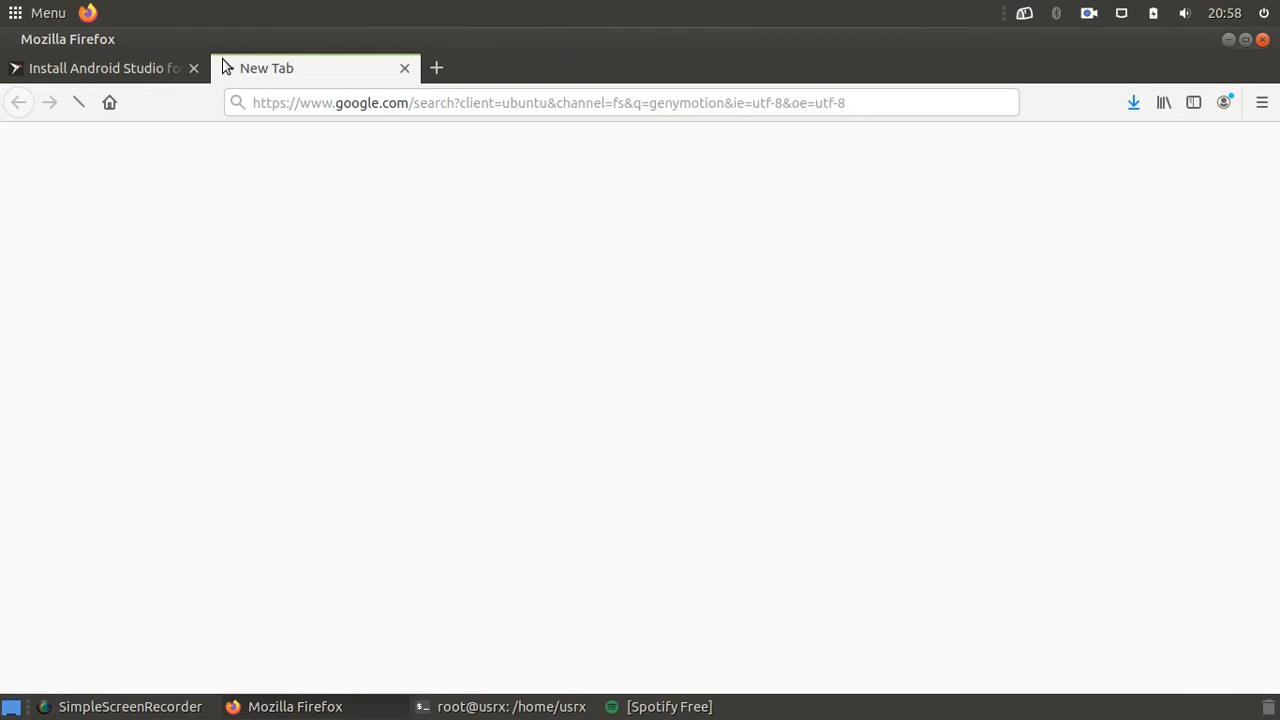 Menu
20:58
Mozilla Firefox
Install Android Studio fo
New Tab
https://www.google.com/search?client=ubuntu&channel=fs&q=genymotion&ie=utf-8&oe=utf-8
SimpleScreenRecorder
Mozilla Firefox
root@usrx: /home/usrx
[Spotify Free]